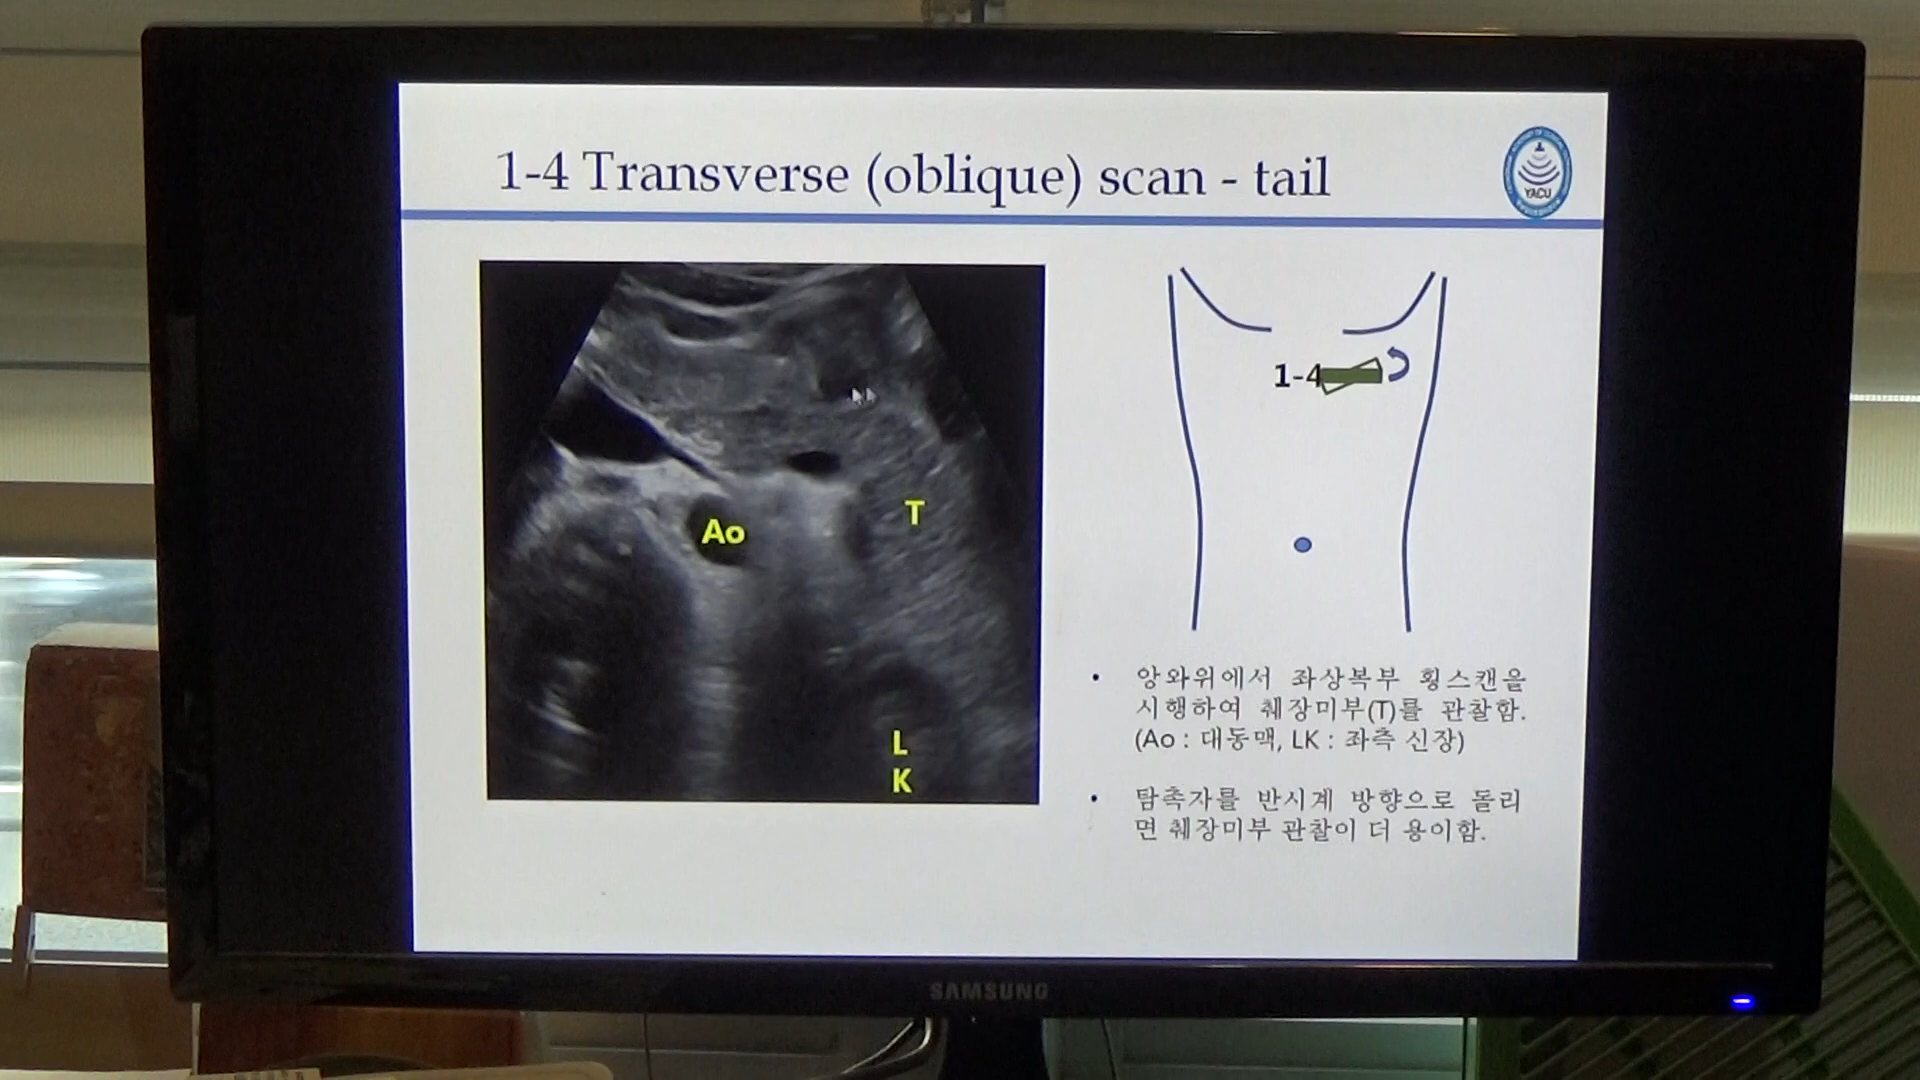 1-4 Transverse (oblique) scan - tail
YACU
Ao
T
L
K
1-4
• 앙와위에서 좌상복부 횡스캔을
시행하여 췌장미부(T)를 관찰함.
(Ao : 대동맥, LK : 좌측 신장)
• 탐촉자를 반시계 방향으로 돌리
면 췌장미부 관찰이 더 용이함.
SAMSUNG